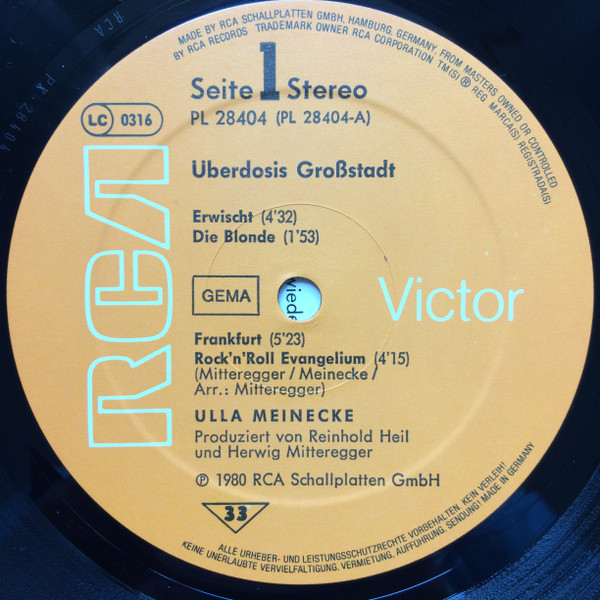 MADE BY RCA SCHALLPLATTEN GMBH, HAMBURG, GERMANY, FROM MASTERS OWNED OR CONTROLLED
BY RCA RECORDS TRADEMARK OWNER RCA CORPORATION TM(S) ® REG MARCA(S) REGISTRADA(S)
Seite 1 Stereo
PL 28404 (PL 28404-A)
LC 0316
Überdosis Großstadt
Erwischt (4'32)
Die Blonde (1'53)
GEMA
RCA
Victor
Frankfurt (5'23)
Rock'n'Roll Evangelium (4'15)
(Mitteregger/Meinecke/
Arr.: Mitteregger)
ULLA MEINECKE
Produziert von Reinhold Heil
und Herwig Mitteregger
℗ 1980 RCA Schallplatten GmbH
33
ALLE URHEBER- UND LEISTUNGSSCHUTZRECHTE VORBEHALTEN. KEIN VERLEIH!
KEINE UNERLAUBTE VERVIELFÄLTIGUNG, VERMIETUNG, AUFFÜHRUNG, SENDUNG! MADE IN GERMANY